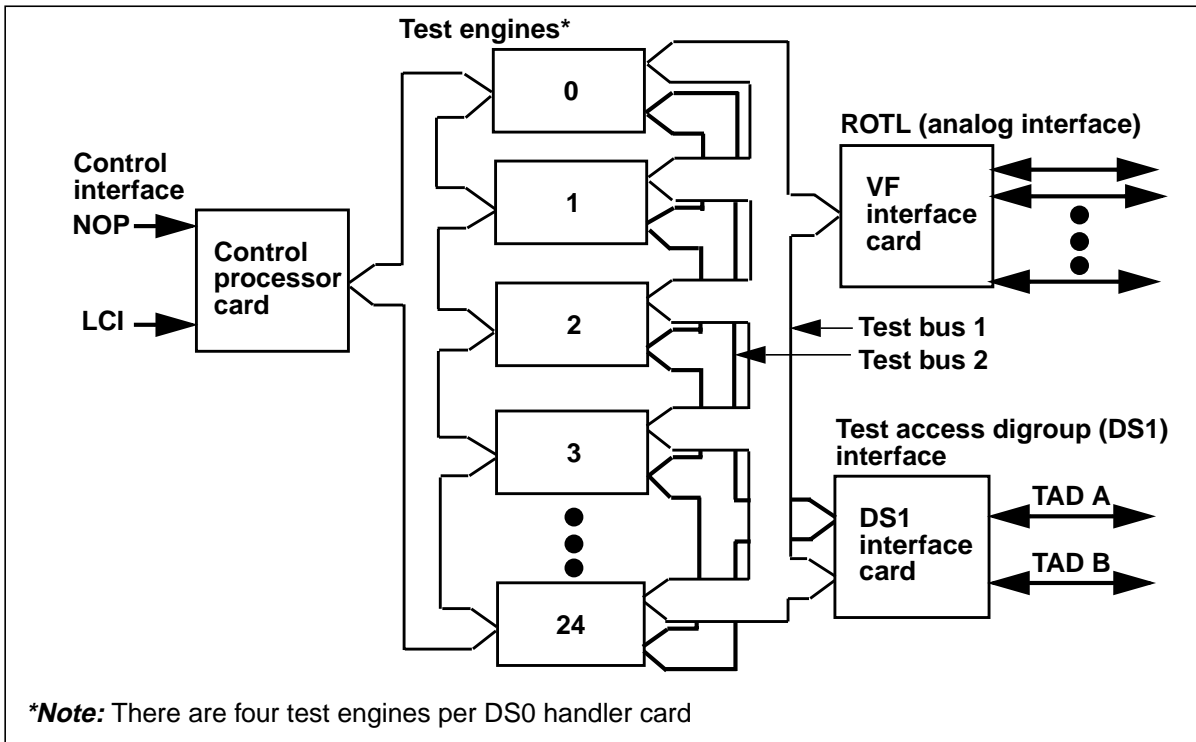 Test engines*
0
1
2
3
24
Control
interface
NOP
LCI
Control
processor
card
ROTL (analog interface)
VF
interface
card
Test bus 1
Test bus 2
Test access digroup (DS1)
interface
DS1
interface
card
TAD A
TAD B
*Note: There are four test engines per DS0 handler card